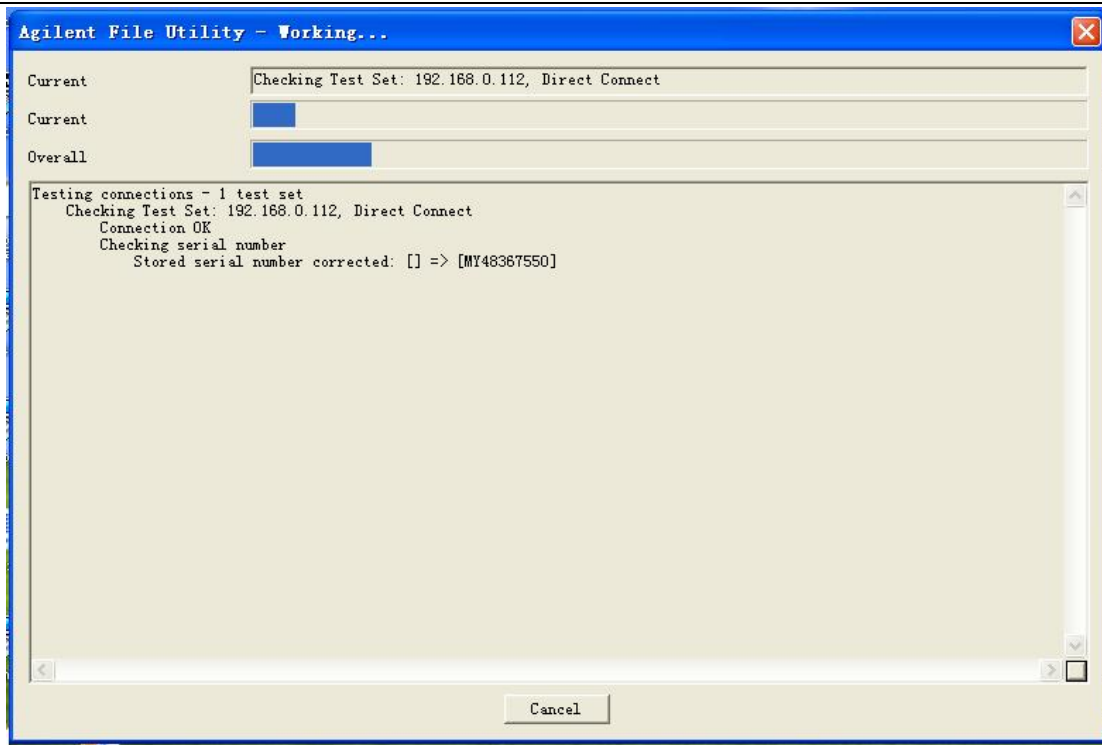 Agilent File Utility - Working...
Current
Checking Test Set: 192.168.0.112, Direct Connect
Current
Overall
Testing connections - 1 test set
Checking Test Set: 192.168.0.112, Direct Connect
Connection OK
Checking serial number
Stored serial number corrected: [] => [MY48367550]
Cancel